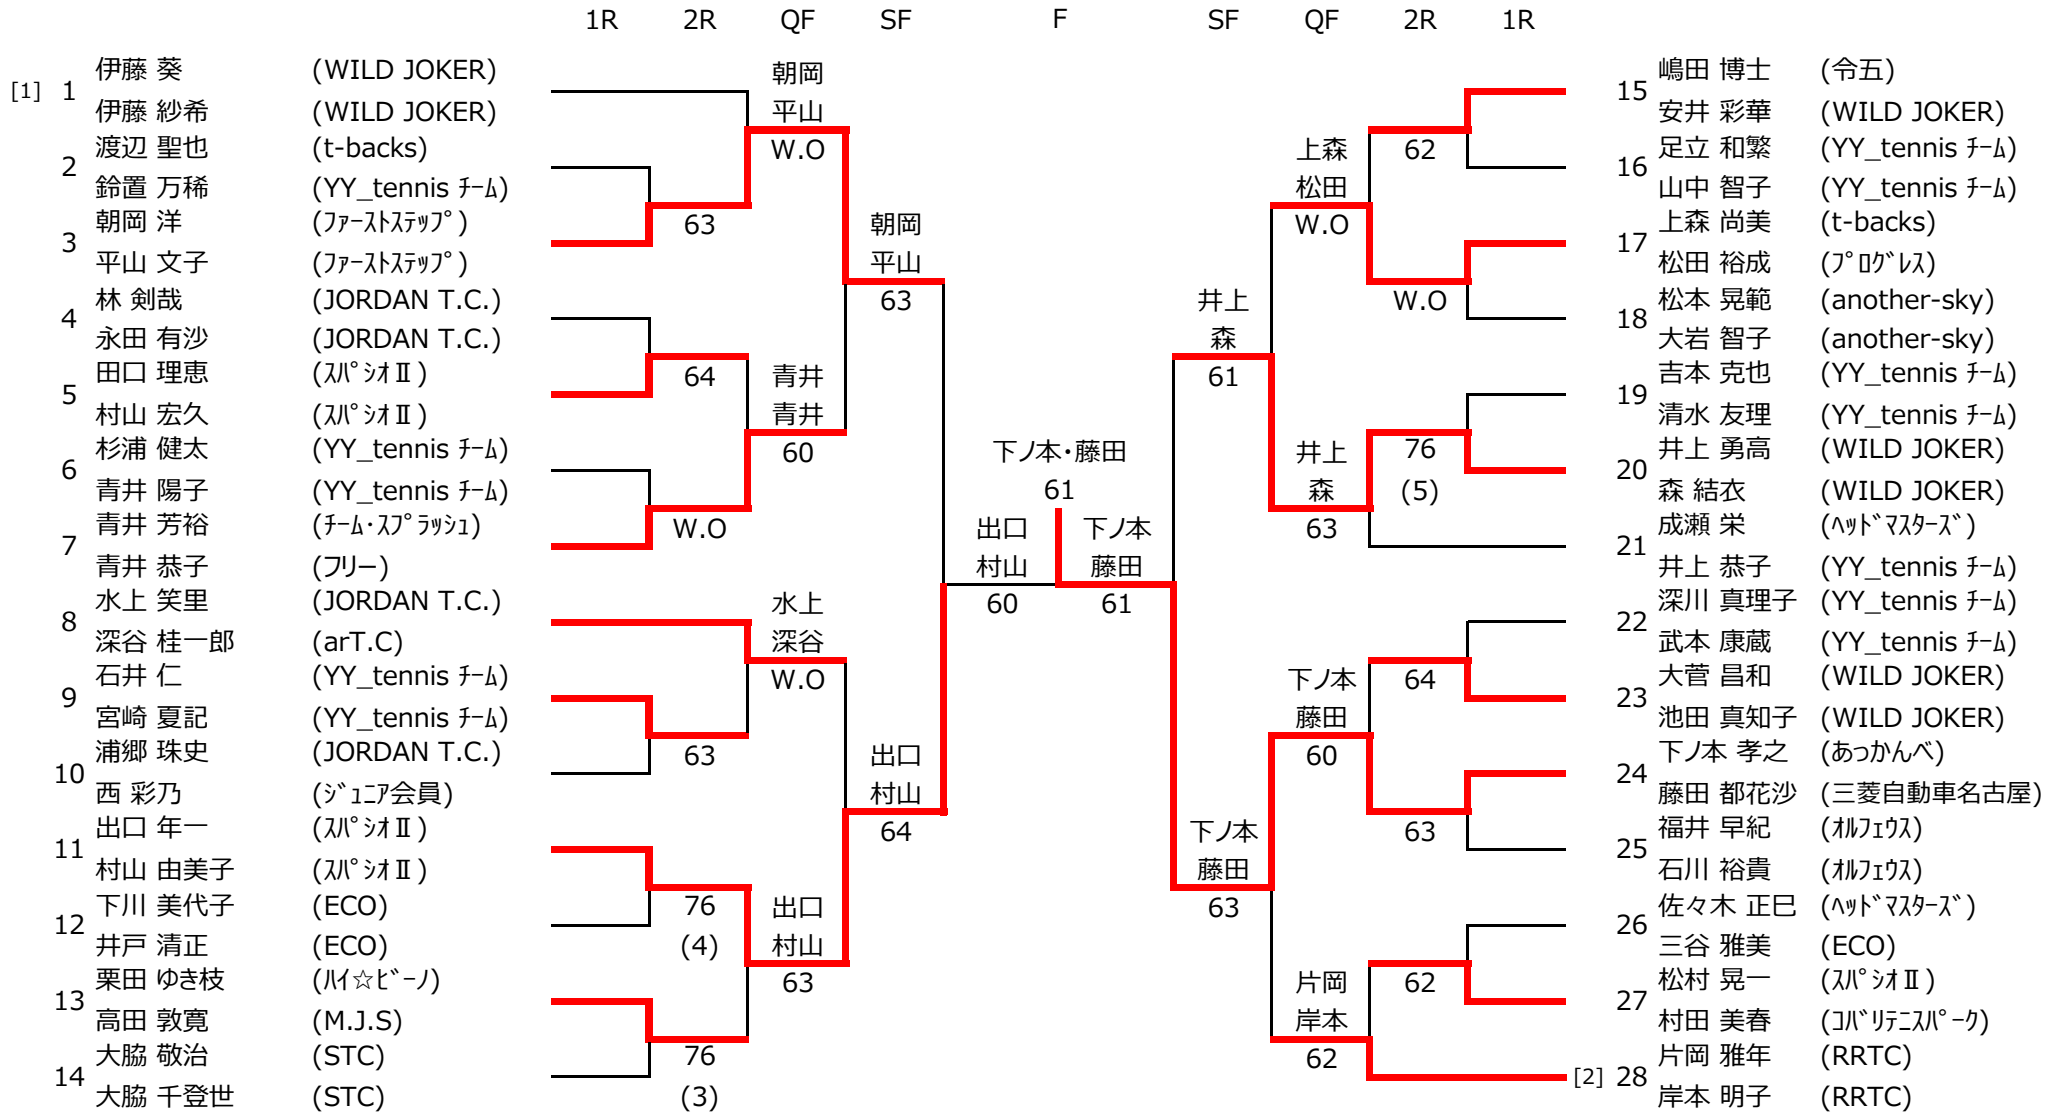 1R 2R QF SF F SF QF 2R 1R
[1] 1 伊藤 葵 (WILD JOKER)
伊藤 紗希 (WILD JOKER)
2 渡辺 聖也 (t-backs)
鈴置 万稀 (YY_tennis ﾁｰﾑ)
3 朝岡 洋 (ﾌｧｰｽﾄｽﾃｯﾌﾟ)
平山 文子 (ﾌｧｰｽﾄｽﾃｯﾌﾟ)
4 林 剣哉 (JORDAN T.C.)
永田 有沙 (JORDAN T.C.)
5 田口 理恵 (ｽﾊﾟｼｵⅡ)
村山 宏久 (ｽﾊﾟｼｵⅡ)
6 杉浦 健太 (YY_tennis ﾁｰﾑ)
青井 陽子 (YY_tennis ﾁｰﾑ)
7 青井 芳裕 (ﾁｰﾑ･ｽﾌﾟﾗｯｼｭ)
青井 恭子 (フリー)
8 水上 笑里 (JORDAN T.C.)
深谷 桂一郎 (arT.C)
9 石井 仁 (YY_tennis ﾁｰﾑ)
宮崎 夏記 (YY_tennis ﾁｰﾑ)
10 浦郷 珠史 (JORDAN T.C.)
西 彩乃 (ｼﾞｭﾆｱ会員)
11 出口 年一 (ｽﾊﾟｼｵⅡ)
村山 由美子 (ｽﾊﾟｼｵⅡ)
12 下川 美代子 (ECO)
井戸 清正 (ECO)
13 栗田 ゆき枝 (ﾊｲ☆ﾋﾞｰﾉ)
高田 敦寛 (M.J.S)
14 大脇 敬治 (STC)
大脇 千登世 (STC)
63
64
W.O
63
76
(4)
76
(3)
朝岡
平山
W.O
青井
青井
60
水上
深谷
W.O
出口
村山
63
朝岡
平山
63
出口
村山
64
出口
村山
60
下ノ本・藤田
61
下ノ本
藤田
61
井上
森
61
下ノ本
藤田
63
上森
松田
W.O
井上
森
63
下ノ本
藤田
60
片岡
岸本
62
62
W.O
76
(5)
64
63
62
15 嶋田 博士 (令五)
安井 彩華 (WILD JOKER)
16 足立 和繁 (YY_tennis ﾁｰﾑ)
山中 智子 (YY_tennis ﾁｰﾑ)
17 上森 尚美 (t-backs)
松田 裕成 (ﾌﾟﾛｸﾞﾚｽ)
18 松本 晃範 (another-sky)
大岩 智子 (another-sky)
19 吉本 克也 (YY_tennis ﾁｰﾑ)
清水 友理 (YY_tennis ﾁｰﾑ)
20 井上 勇高 (WILD JOKER)
森 結衣 (WILD JOKER)
21 成瀬 栄 (ﾍｯﾄﾞﾏｽﾀｰｽﾞ)
井上 恭子 (YY_tennis ﾁｰﾑ)
22 深川 真理子 (YY_tennis ﾁｰﾑ)
武本 康蔵 (YY_tennis ﾁｰﾑ)
23 大菅 昌和 (WILD JOKER)
池田 真知子 (WILD JOKER)
24 下ノ本 孝之 (あっかんべ)
藤田 都花沙 (三菱自動車名古屋)
25 福井 早紀 (ｵﾙﾌｪｳｽ)
石川 裕貴 (ｵﾙﾌｪｳｽ)
26 佐々木 正巳 (ﾍｯﾄﾞﾏｽﾀｰｽﾞ)
三谷 雅美 (ECO)
27 松村 晃一 (ｽﾊﾟｼｵⅡ)
村田 美春 (ｺﾊﾞﾘﾃﾆｽﾊﾟｰｸ)
[2] 28 片岡 雅年 (RRTC)
岸本 明子 (RRTC)